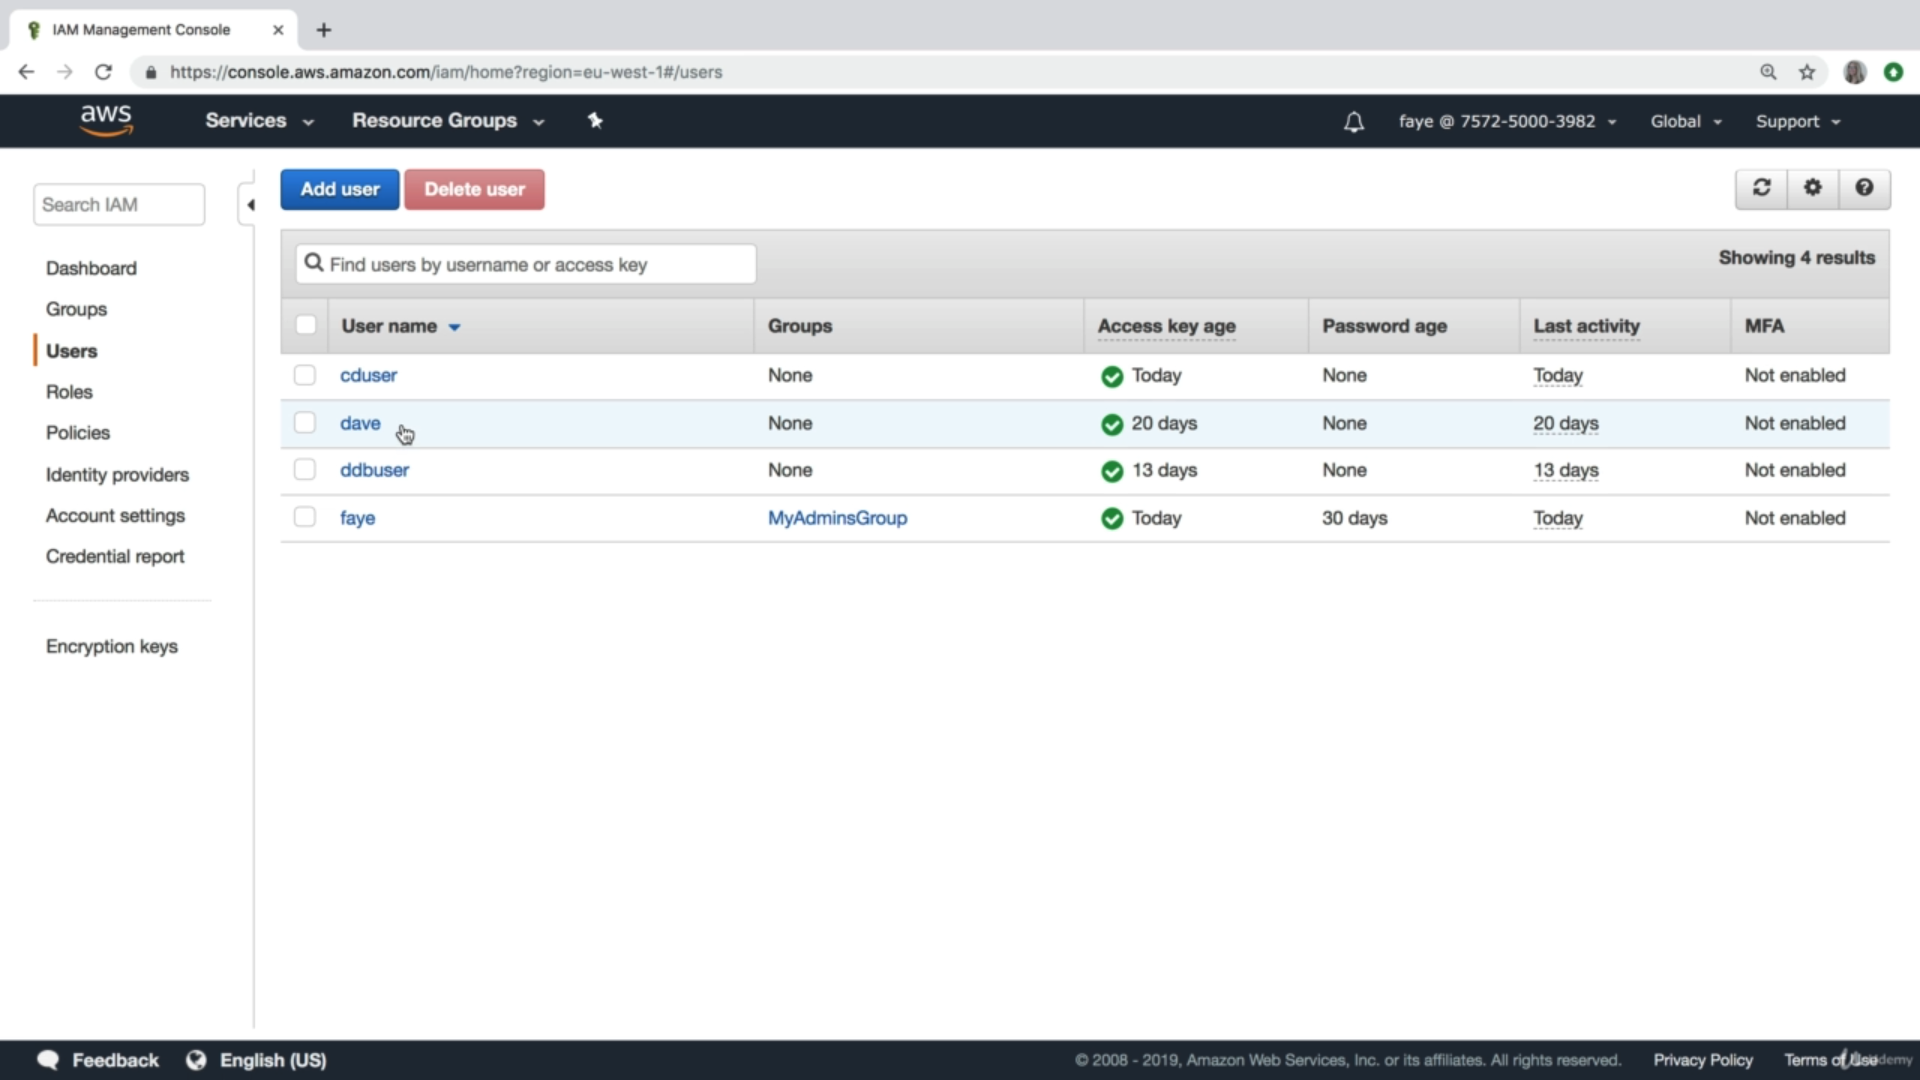 IAM Management Console
https://console.aws.amazon.com/iam/home?region=eu-west-1#/users
aws Services Resource Groups faye @ 7572-5000-3982 Global Support
Search IAM
Dashboard
Groups
Users
Roles
Policies
Identity providers
Account settings
Credential report
Encryption keys
Add user Delete user
Find users by username or access key Showing 4 results
User name Groups Access key age Password age Last activity MFA
cduser None Today None Today Not enabled
dave None 20 days None 20 days Not enabled
ddbuser None 13 days None 13 days Not enabled
faye MyAdminsGroup Today 30 days Today Not enabled
Feedback English (US) © 2008 - 2019, Amazon Web Services, Inc. or its affiliates. All rights reserved. Privacy Policy Terms of Use